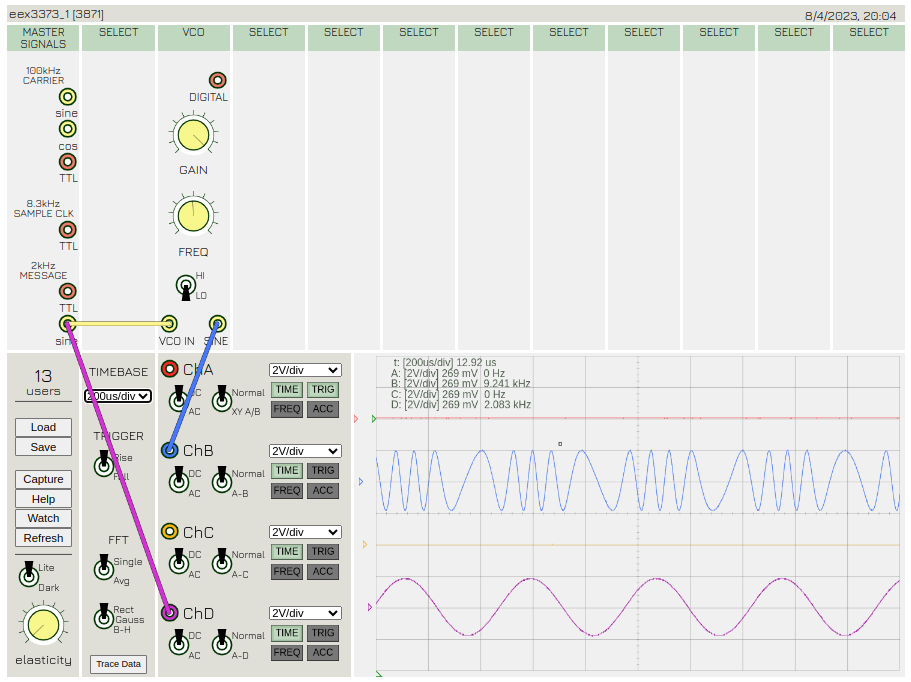 eex3373_1 [3871]
8/4/2023, 20:04
MASTER SIGNALS
SELECT
VCO
SELECT
SELECT
SELECT
SELECT
SELECT
SELECT
SELECT
SELECT
SELECT
100kHz
CARRIER
sine
cos
TTL
8.3kHz
SAMPLE CLK
TTL
2kHz
MESSAGE
TTL
sine
DIGITAL
GAIN
FREQ
HI
LO
VCO IN
SINE
13
users
Load
Save
Capture
Help
Watch
Refresh
Lite
Dark
elasticity
TIMEBASE
200us/div
TRIGGER
Rise
Fall
FFT
Single
Avg
Rect
Gauss
B-H
Trace Data
ChA
2V/div
DC
AC
Normal
XY A/B
TIME
TRIG
FREQ
ACC
ChB
2V/div
DC
AC
Normal
A-B
TIME
TRIG
FREQ
ACC
ChC
2V/div
DC
AC
Normal
A-C
TIME
TRIG
FREQ
ACC
ChD
2V/div
DC
AC
Normal
A-D
TIME
TRIG
FREQ
ACC
t: [200us/div] 12.92 us
A: [2V/div] 269 mV 0 Hz
B: [2V/div] 269 mV 9.241 kHz
C: [2V/div] 269 mV 0 Hz
D: [2V/div] 269 mV 2.083 kHz